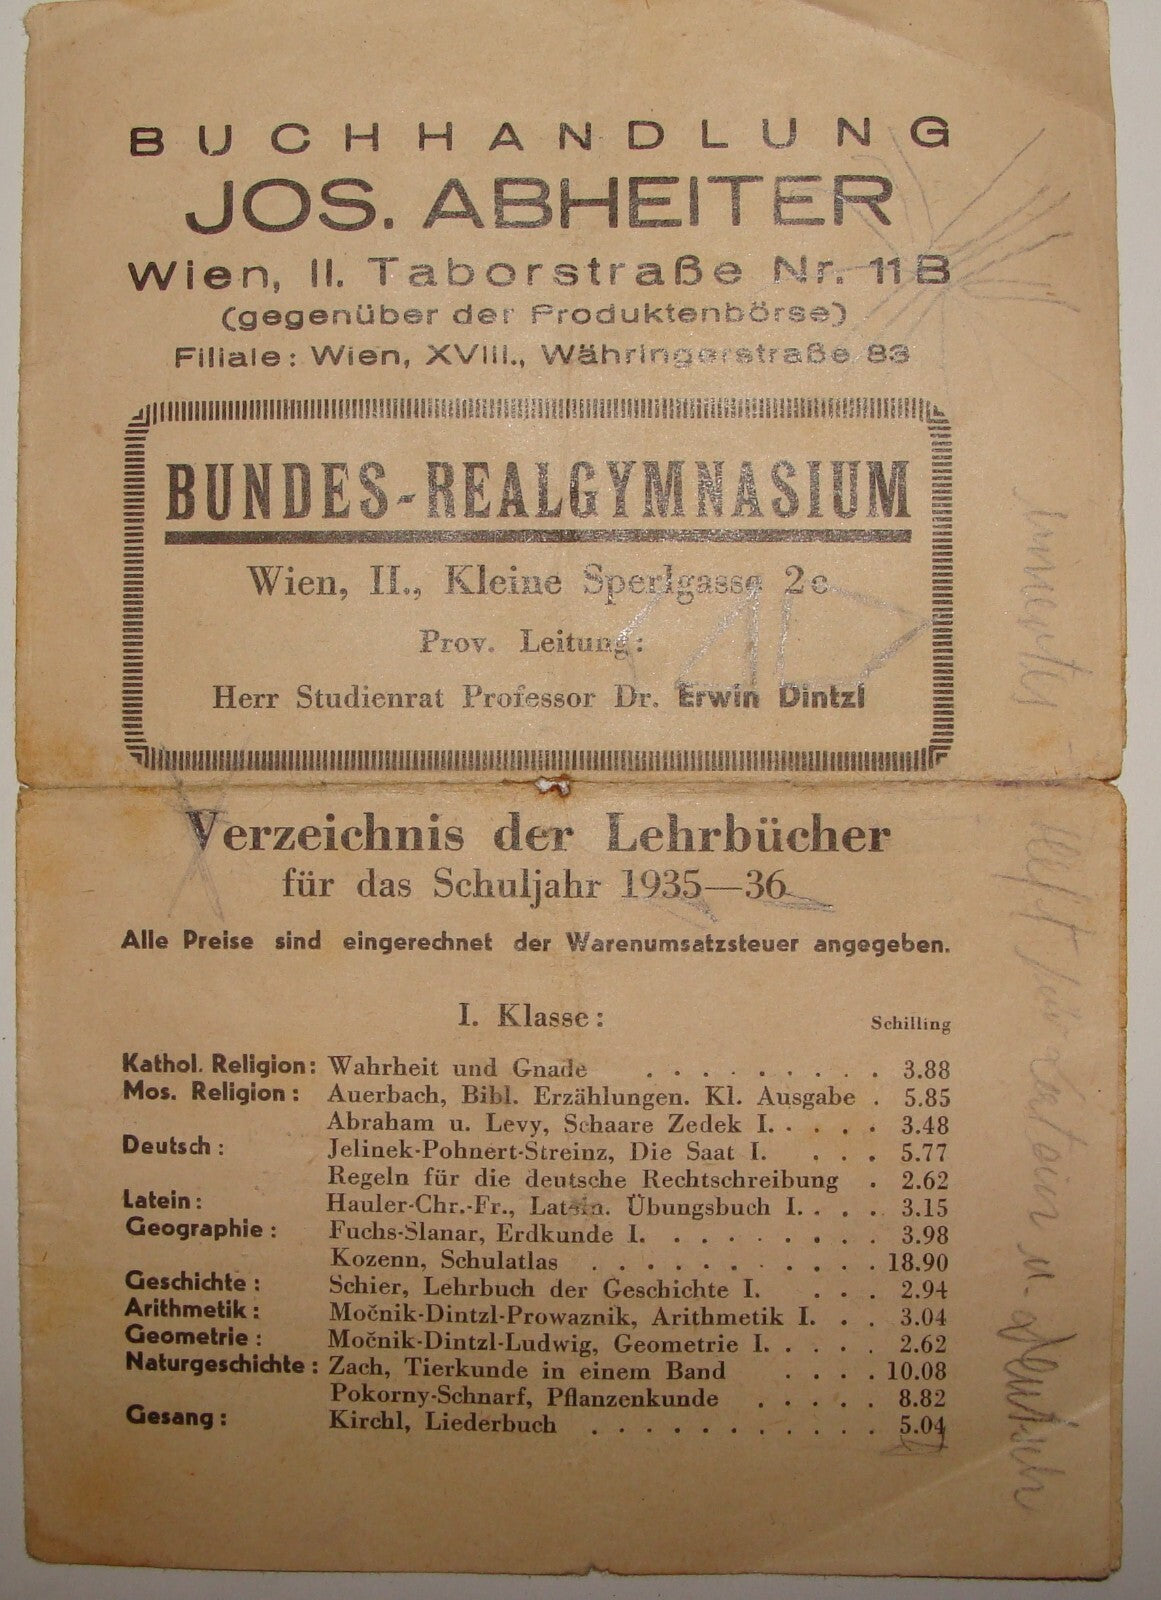 BUCHHANDLUNG
JOS. ABHEITER
Wien, II. Taborstraße Nr. 11B
(gegenüber der Produktenbörse)
Filiale: Wien, XVIII., Währingerstraße 83
BUNDES-REALGYMNASIUM
Wien, II., Kleine Sperlgasse 2c
Prov. Leitung:
Herr Studienrat Professor Dr. Erwin Dintzl
Verzeichnis der Lehrbücher
für das Schuljahr 1935—36
Alle Preise sind eingerechnet der Warenumsatzsteuer angegeben.
I. Klasse: Schilling
Kathol. Religion: Wahrheit und Gnade . . . . . . . . . 3.88
Mos. Religion: Auerbach, Bibl. Erzählungen. Kl. Ausgabe . 5.85
Abraham u. Levy, Schaare Zedek I. . . . . 3.48
Deutsch: Jelinek-Pohnert-Streinz, Die Saat I. . . . 5.77
Regeln für die deutsche Rechtschreibung . 2.62
Latein: Hauler-Chr.-Fr., Latein. Übungsbuch I. . . . 3.15
Geographie: Fuchs-Slanar, Erdkunde I. . . . . . . . . 3.98
Kozenn, Schulatlas . . . . . . . . . . . 18.90
Geschichte: Schier, Lehrbuch der Geschichte I. . . . 2.94
Arithmetik: Močnik-Dintzl-Prowaznik, Arithmetik I. . . 3.04
Geometrie: Močnik-Dintzl-Ludwig, Geometrie I. . . . . 2.62
Naturgeschichte: Zach, Tierkunde in einem Band . . . . 10.08
Pokorny-Schnarf, Pflanzenkunde . . . . . 8.82
Gesang: Kirchl, Liederbuch . . . . . . . . . . . 5.04
Heft für Latein u. Deutsch